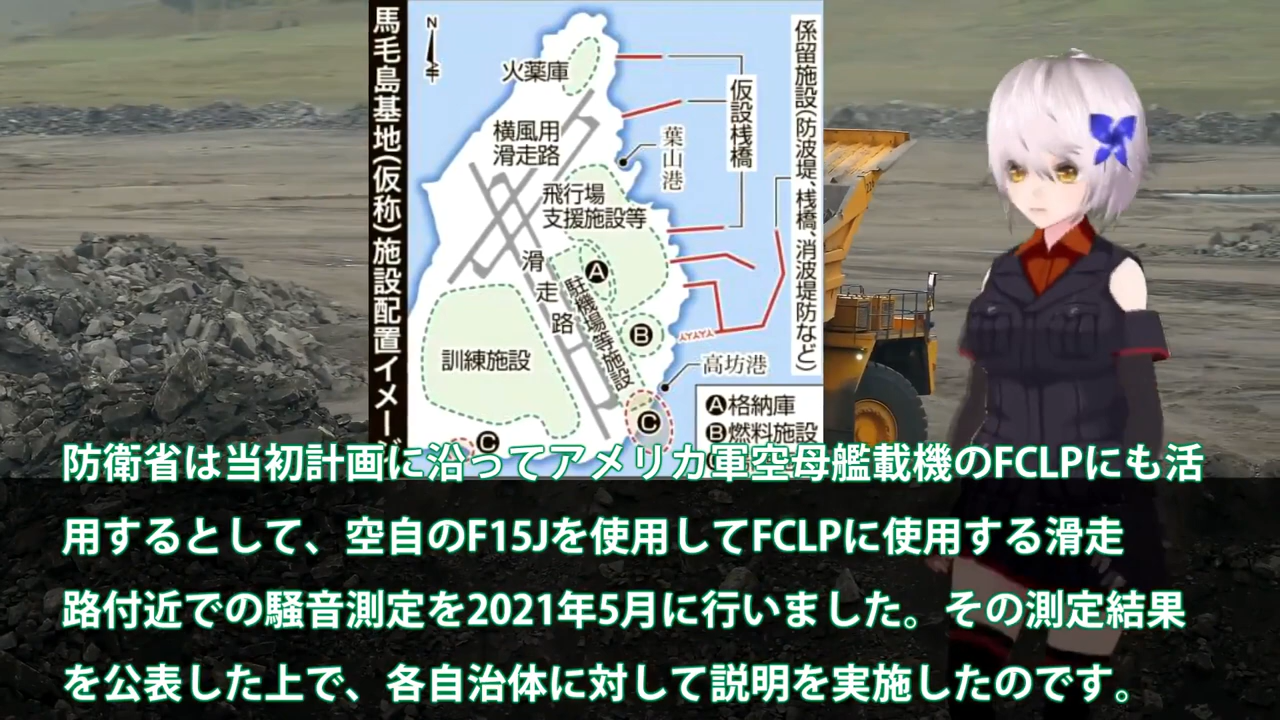 馬毛島基地(仮称)施設配置イメージ
N
火薬庫
横風用
滑走路
葉山港
仮設桟橋
係留施設(防波堤、桟橋、消波堤防など)
飛行場
支援施設等
滑走路
駐機場等施設
A
B
訓練施設
高坊港
C
C
A格納庫
B燃料施設
防衛省は当初計画に沿ってアメリカ軍空母艦載機のFCLPにも活
用するとして、空自のF15Jを使用してFCLPに使用する滑走
路付近での騒音測定を2021年5月に行いました。その測定結果
を公表した上で、各自治体に対して説明を実施したのです。